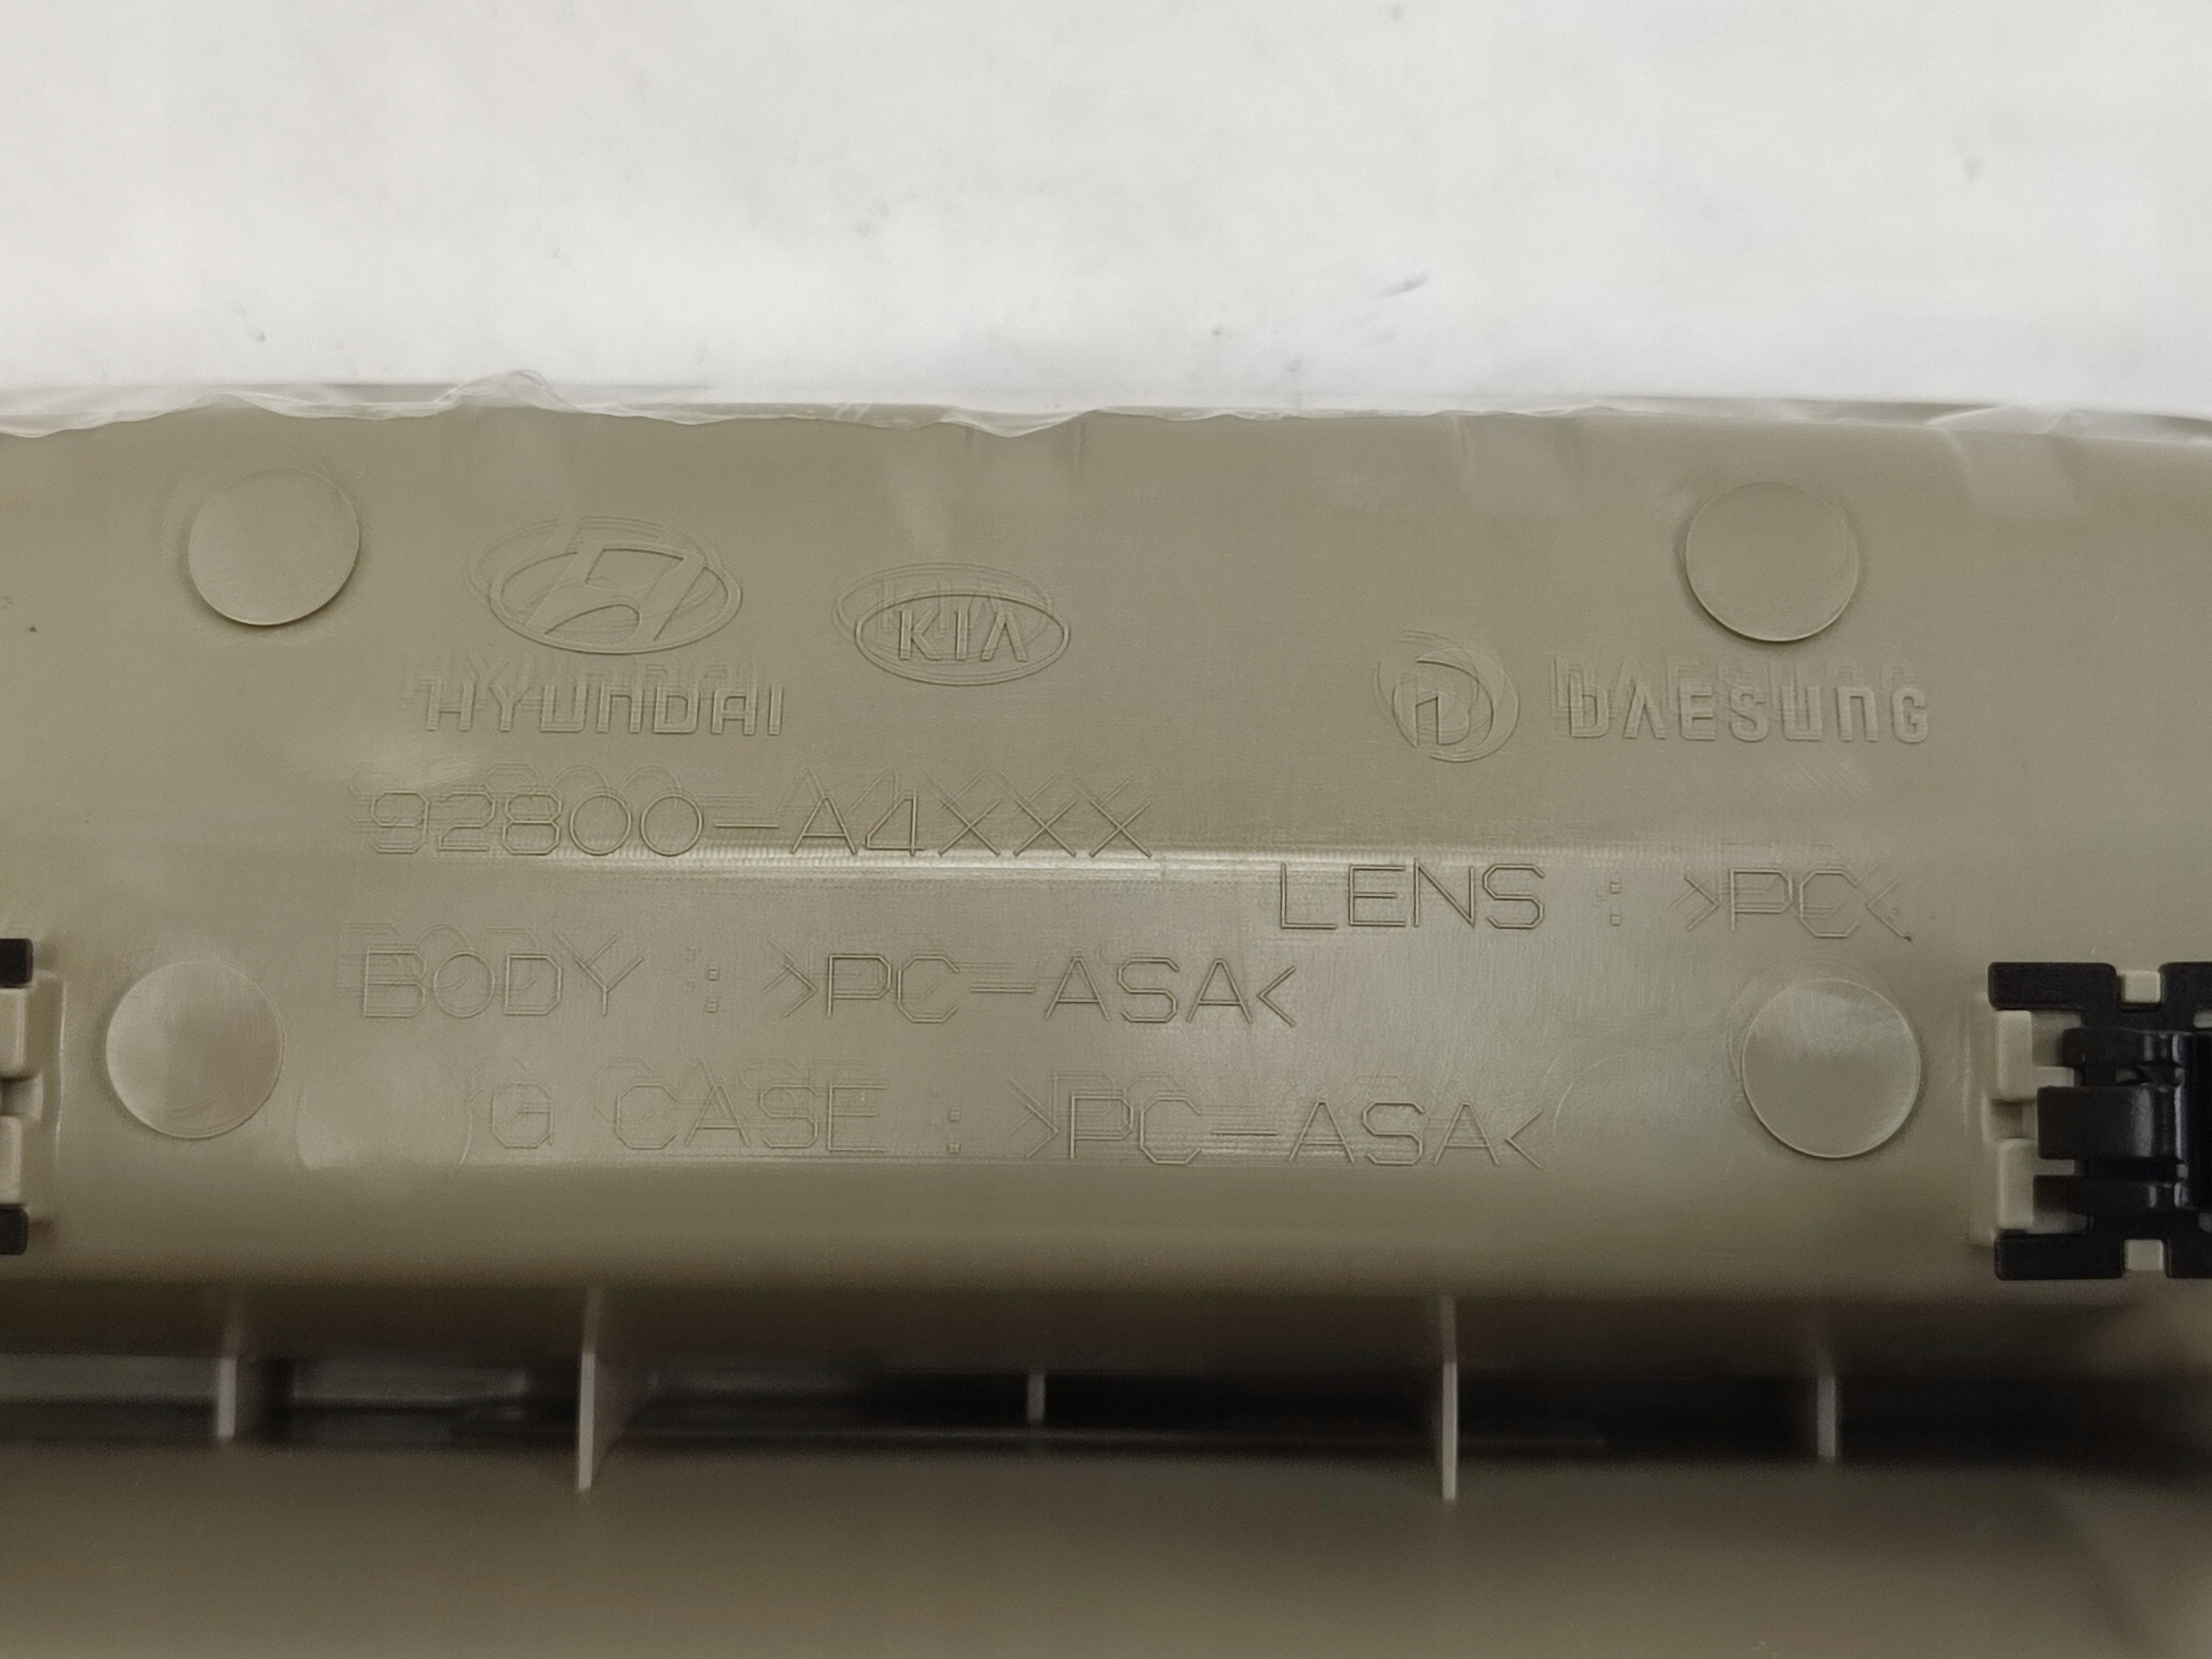 HYUNDAI KIA DAESUNG
92800-A4XXX
LENS : >PC<
BODY : >PC-ASA<
G CASE : >PC-ASA<